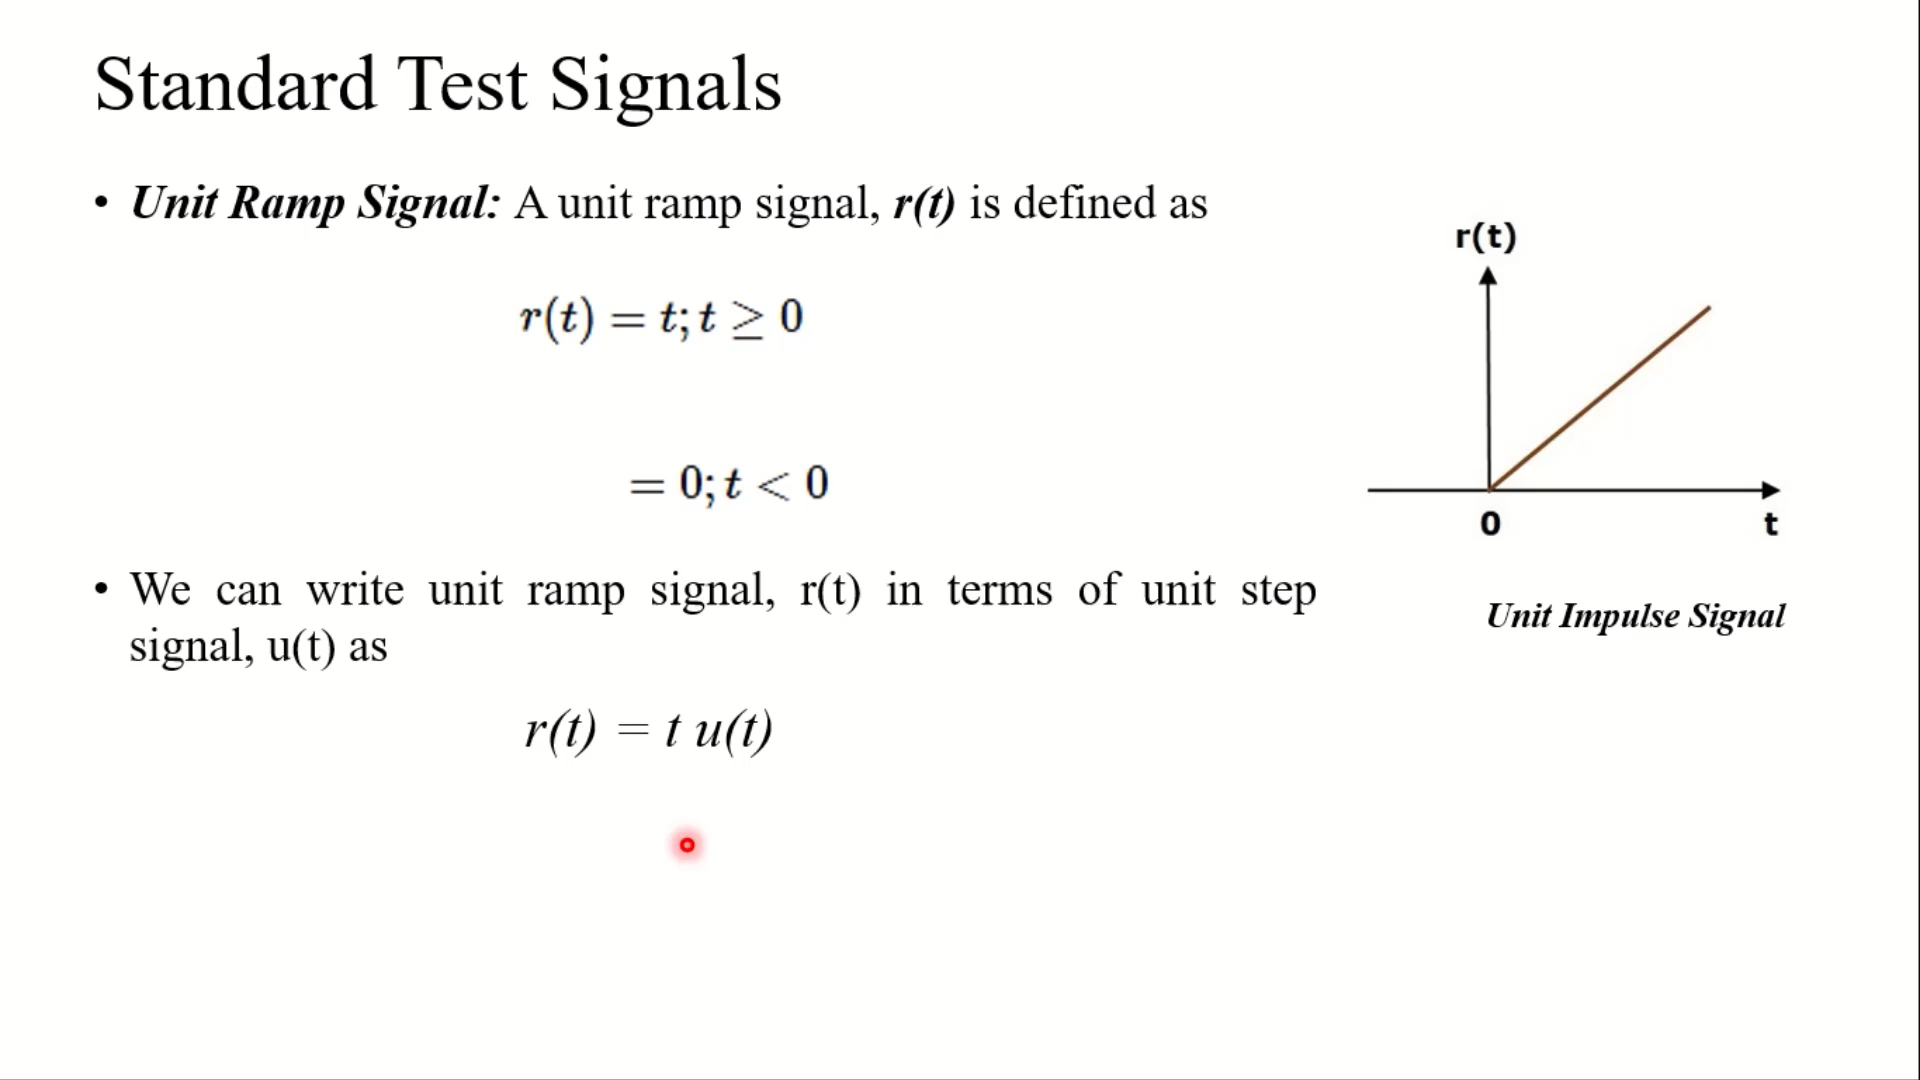 Standard Test Signals
• Unit Ramp Signal: A unit ramp signal, r(t) is defined as
r(t) = t; t ≥ 0
= 0; t < 0
• We can write unit ramp signal, r(t) in terms of unit step
signal, u(t) as
r(t) = t u(t)
r(t)
0
t
Unit Impulse Signal